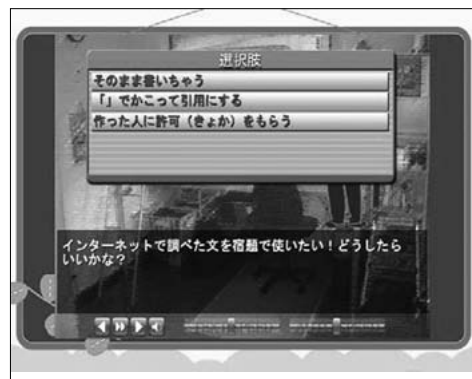 選択肢
そのまま書いちゃう
「」でかこって引用にする
作った人に許可（きょか）をもらう
インターネットで調べた文を宿題で使いたい！どうしたら
いいかな？